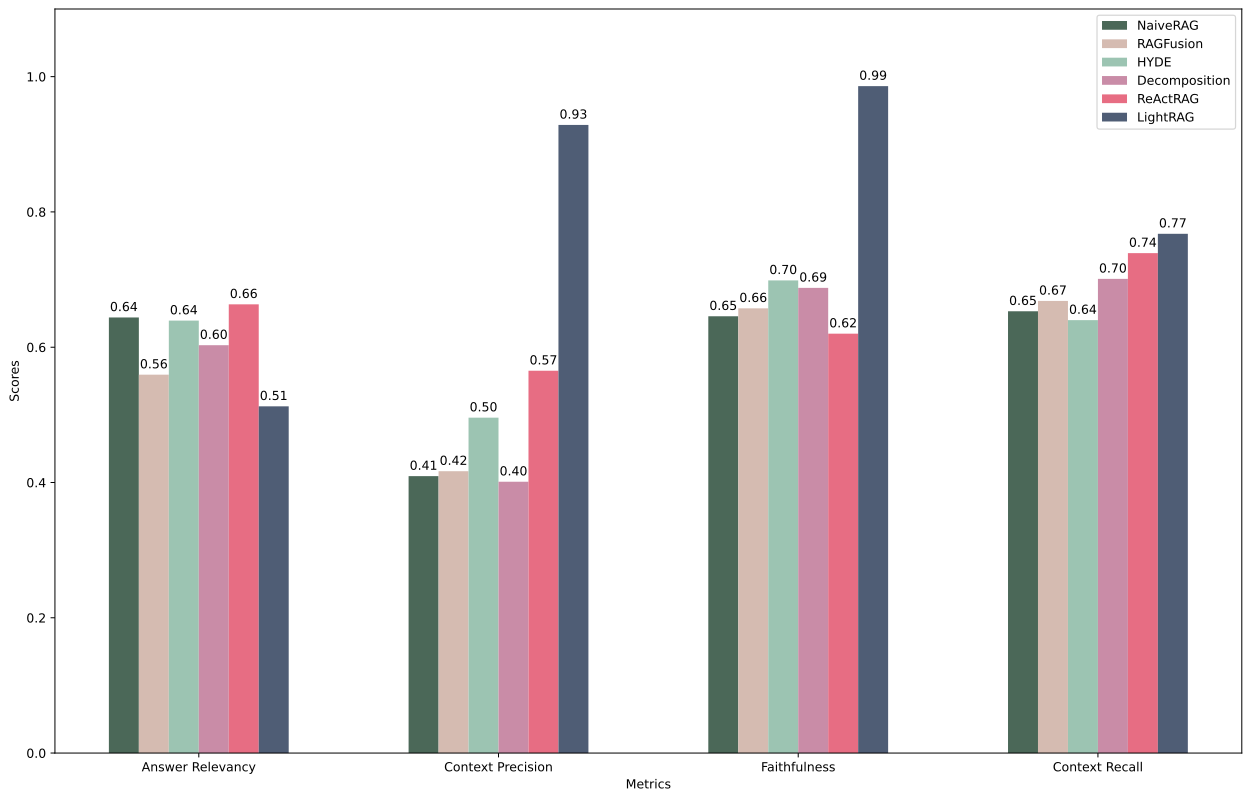 NaiveRAG
RAGFusion
HYDE
Decomposition
ReActRAG
LightRAG
Scores
1.0
0.8
0.6
0.4
0.2
0.0
0.64
0.56
0.64
0.60
0.66
0.51
0.41
0.42
0.50
0.40
0.57
0.93
0.65
0.66
0.70
0.69
0.62
0.99
0.65
0.67
0.64
0.70
0.74
0.77
Answer Relevancy
Context Precision
Faithfulness
Context Recall
Metrics